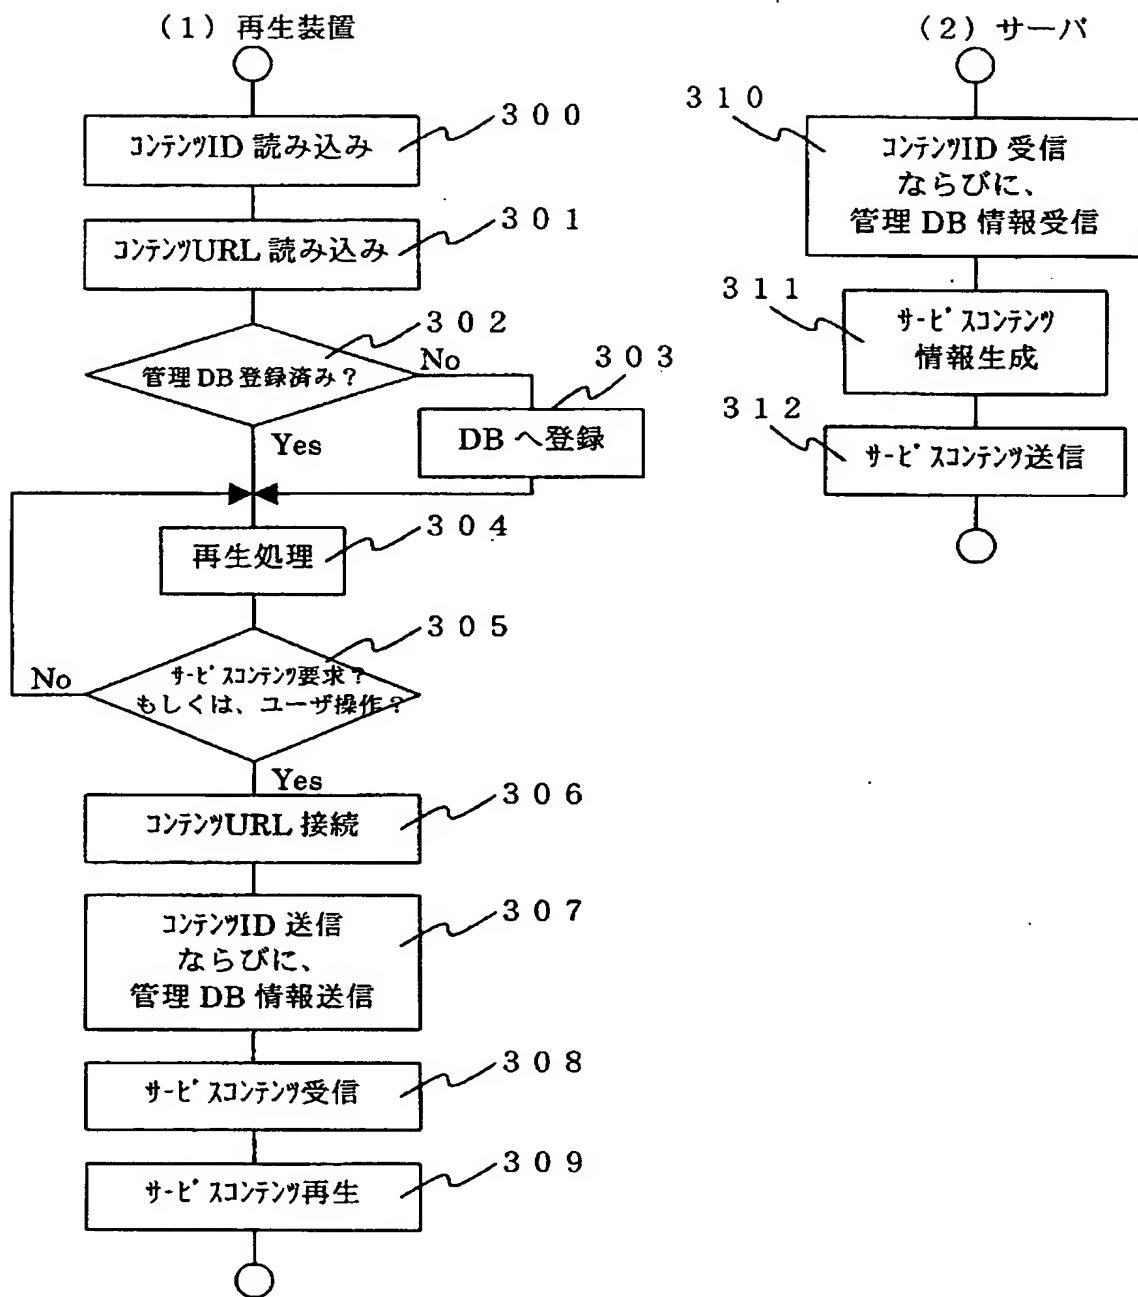 (1) 再生装置
300
コンテンツID 読み込み
301
コンテンツURL 読み込み
302
管理 DB 登録済み?
No
303
DB へ登録
Yes
304
再生処理
305
サービスコンテンツ要求?
もしくは、ユーザ操作?
No
Yes
306
コンテンツURL 接続
307
コンテンツID 送信
ならびに、
管理 DB 情報送信
308
サービスコンテンツ受信
309
サービスコンテンツ再生
(2) サーバ
310
コンテンツID 受信
ならびに、
管理 DB 情報受信
311
サービスコンテンツ
情報生成
312
サービスコンテンツ送信